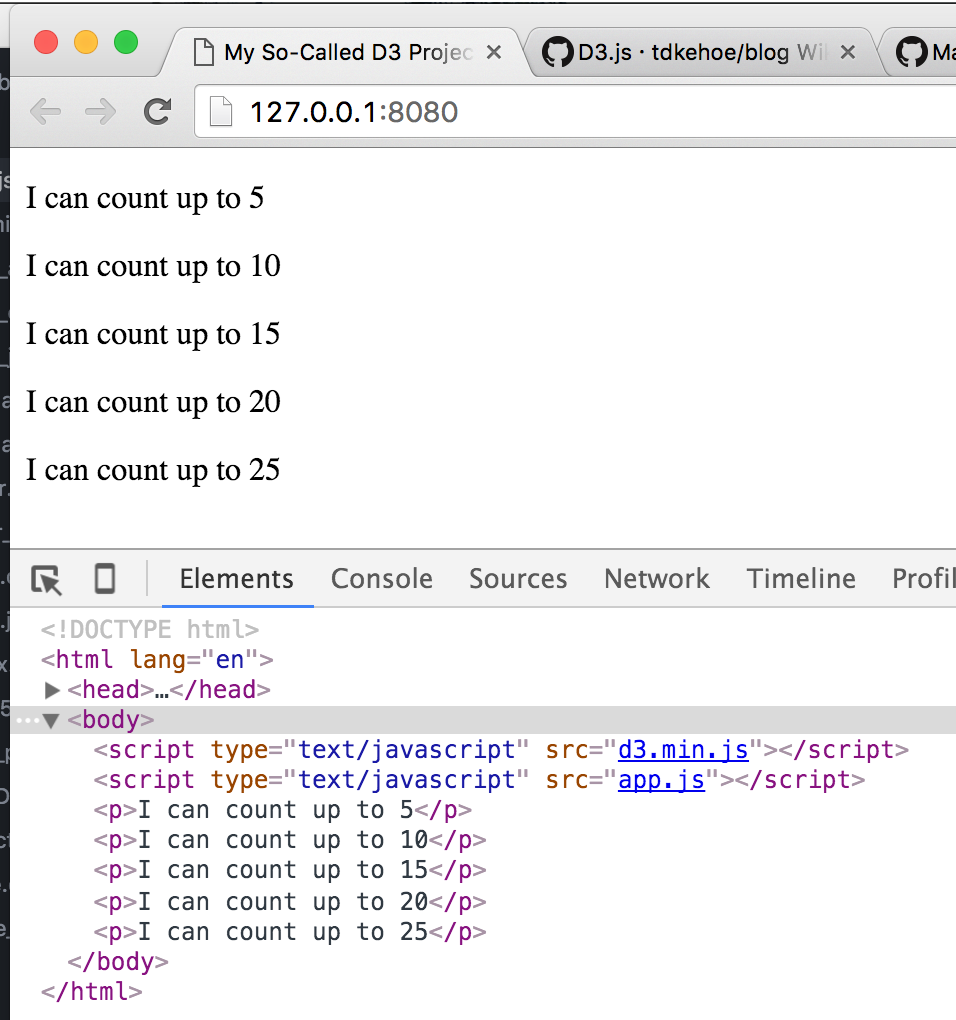 My So-Called D3 Projec
D3.js · tdkehoe/blog Wil
Ma
127.0.0.1:8080
I can count up to 5
I can count up to 10
I can count up to 15
I can count up to 20
I can count up to 25
Elements Console Sources Network Timeline Profil
<!DOCTYPE html>
<html lang="en">
<head>…</head>
<body>
<script type="text/javascript" src="d3.min.js"></script>
<script type="text/javascript" src="app.js"></script>
<p>I can count up to 5</p>
<p>I can count up to 10</p>
<p>I can count up to 15</p>
<p>I can count up to 20</p>
<p>I can count up to 25</p>
</body>
</html>